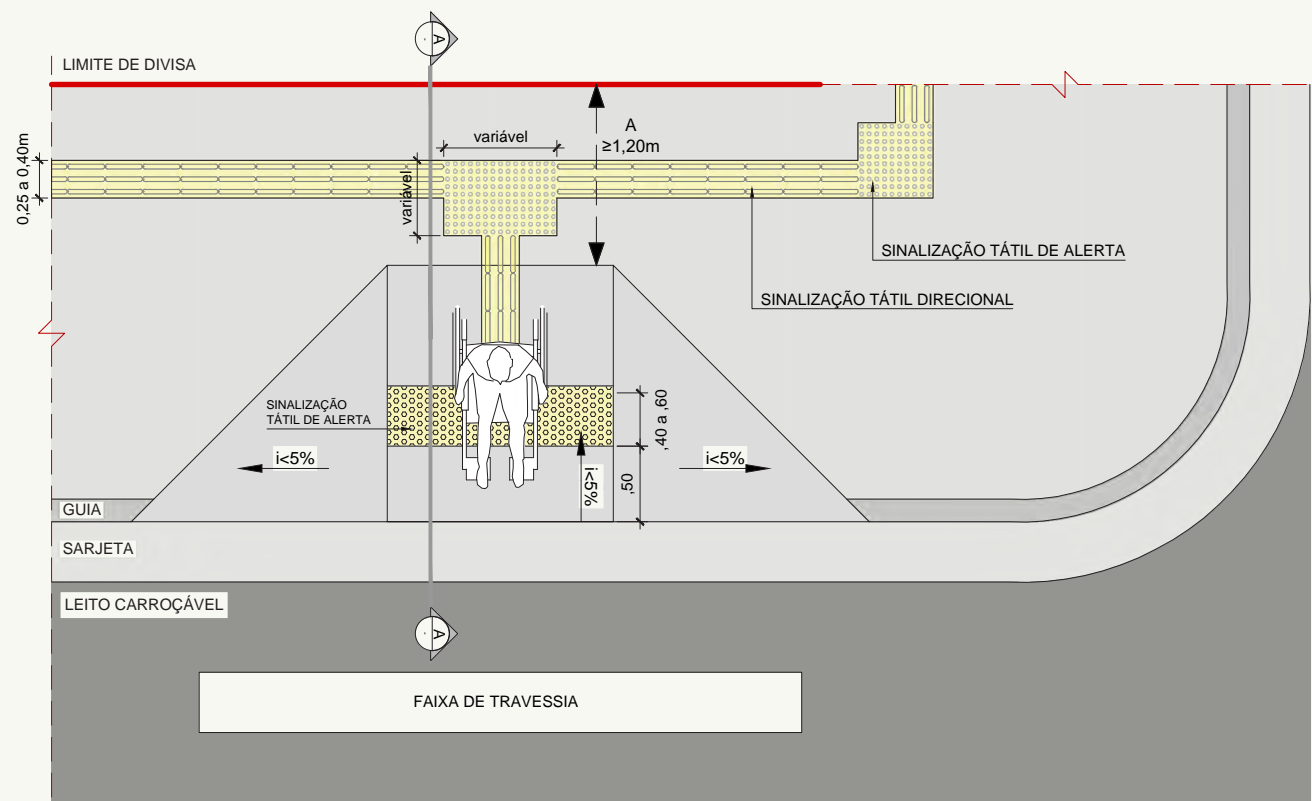 A
LIMITE DE DIVISA
variável
A
≥1,20m
0,25 a 0,40m
variável
SINALIZAÇÃO TÁTIL DE ALERTA
SINALIZAÇÃO TÁTIL DIRECIONAL
SINALIZAÇÃO
TÁTIL DE ALERTA
,40 a ,60
i<5%
i<5%
i<5%
,50
GUIA
SARJETA
LEITO CARROÇÁVEL
A
FAIXA DE TRAVESSIA